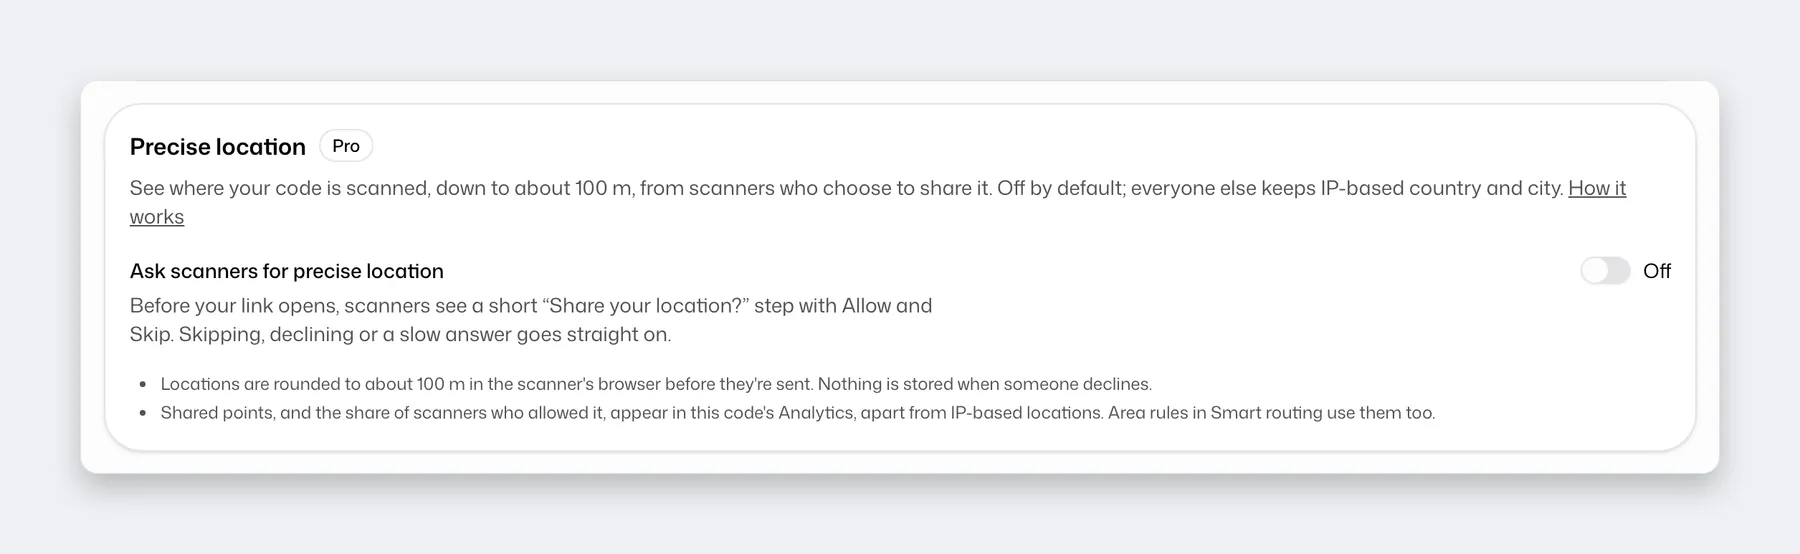 Precise location Pro
See where your code is scanned, down to about 100 m, from scanners who choose to share it. Off by default; everyone else keeps IP-based country and city. How it
works
Ask scanners for precise location Off
Before your link opens, scanners see a short “Share your location?” step with Allow and
Skip. Skipping, declining or a slow answer goes straight on.
• Locations are rounded to about 100 m in the scanner's browser before they're sent. Nothing is stored when someone declines.
• Shared points, and the share of scanners who allowed it, appear in this code's Analytics, apart from IP-based locations. Area rules in Smart routing use them too.